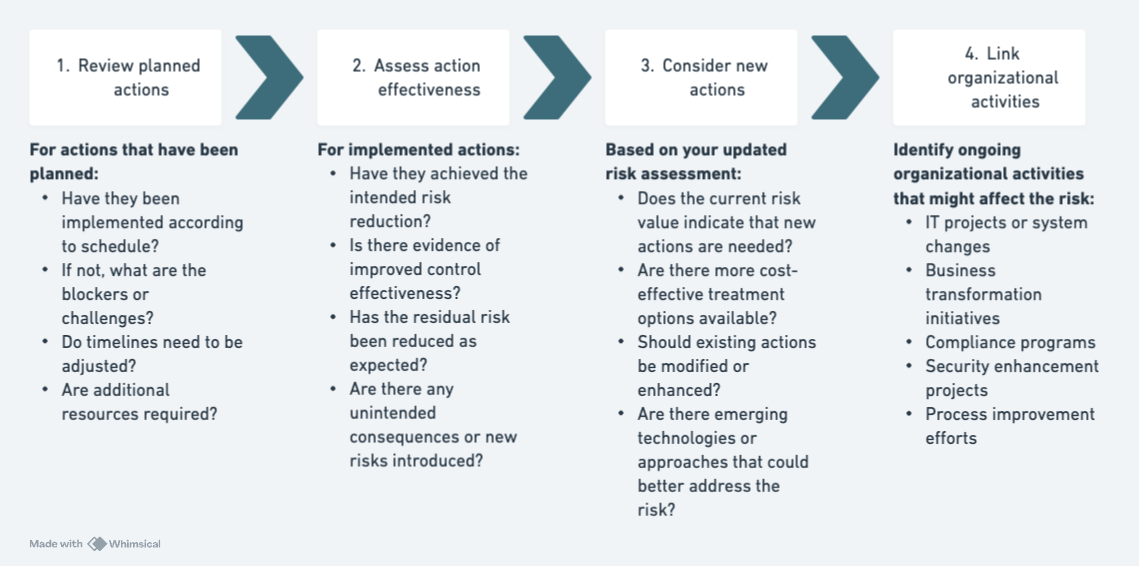 1. Review planned
actions
2. Assess action
effectiveness
3. Consider new
actions
4. Link
organizational
activities
For actions that have been
planned:
• Have they been
implemented according
to schedule?
• If not, what are the
blockers or
challenges?
• Do timelines need to be
adjusted?
• Are additional
resources required?
For implemented actions:
• Have they achieved the
intended risk
reduction?
• Is there evidence of
improved control
effectiveness?
• Has the residual risk
been reduced as
expected?
• Are there any
unintended
consequences or new
risks introduced?
Based on your updated
risk assessment:
• Does the current risk
value indicate that new
actions are needed?
• Are there more cost-
effective treatment
options available?
• Should existing actions
be modified or
enhanced?
• Are there emerging
technologies or
approaches that could
better address the
risk?
Identify ongoing
organizational activities
that might affect the risk:
• IT projects or system
changes
• Business
transformation
initiatives
• Compliance programs
• Security enhancement
projects
• Process improvement
efforts
Made with Whimsical